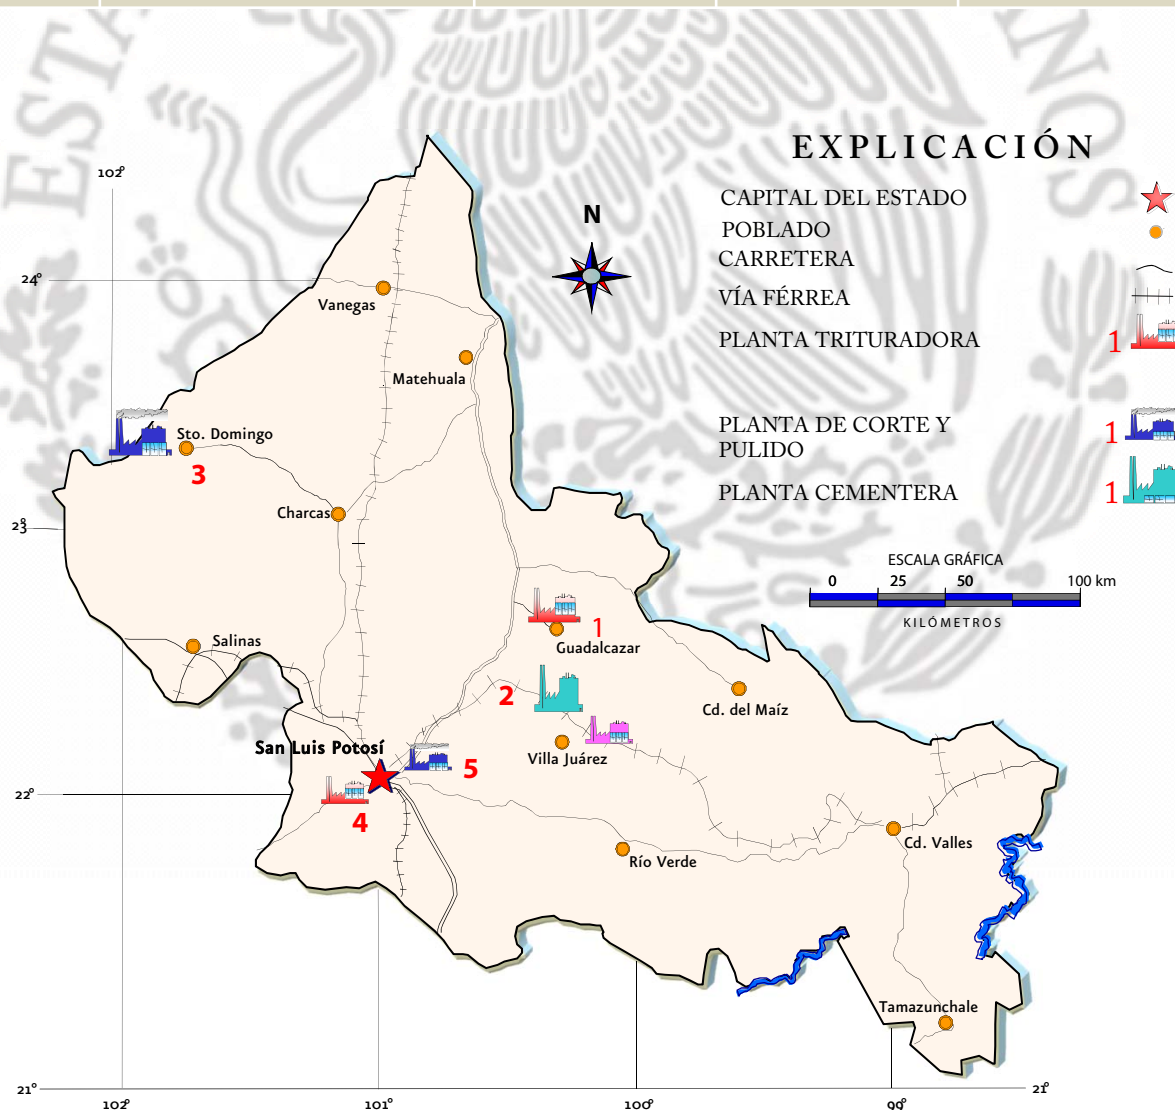 ESTA
ANOS
EXPLICACIÓN
CAPITAL DEL ESTADO
POBLADO
CARRETERA
VÍA FÉRREA
PLANTA TRITURADORA
1
PLANTA DE CORTE Y
PULIDO
1
PLANTA CEMENTERA
1
ESCALA GRÁFICA
0 25 50 100 km
KILÓMETROS
N
102°
24°
Vanegas
Matehuala
Sto. Domingo
3
Charcas
23
1
Guadalcazar
Salinas
2
Cd. del Maíz
San Luis Potosí
Villa Juárez
5
22°
4
Cd. Valles
Río Verde
Tamazunchale
21°
21°
102° 101° 100° 99°